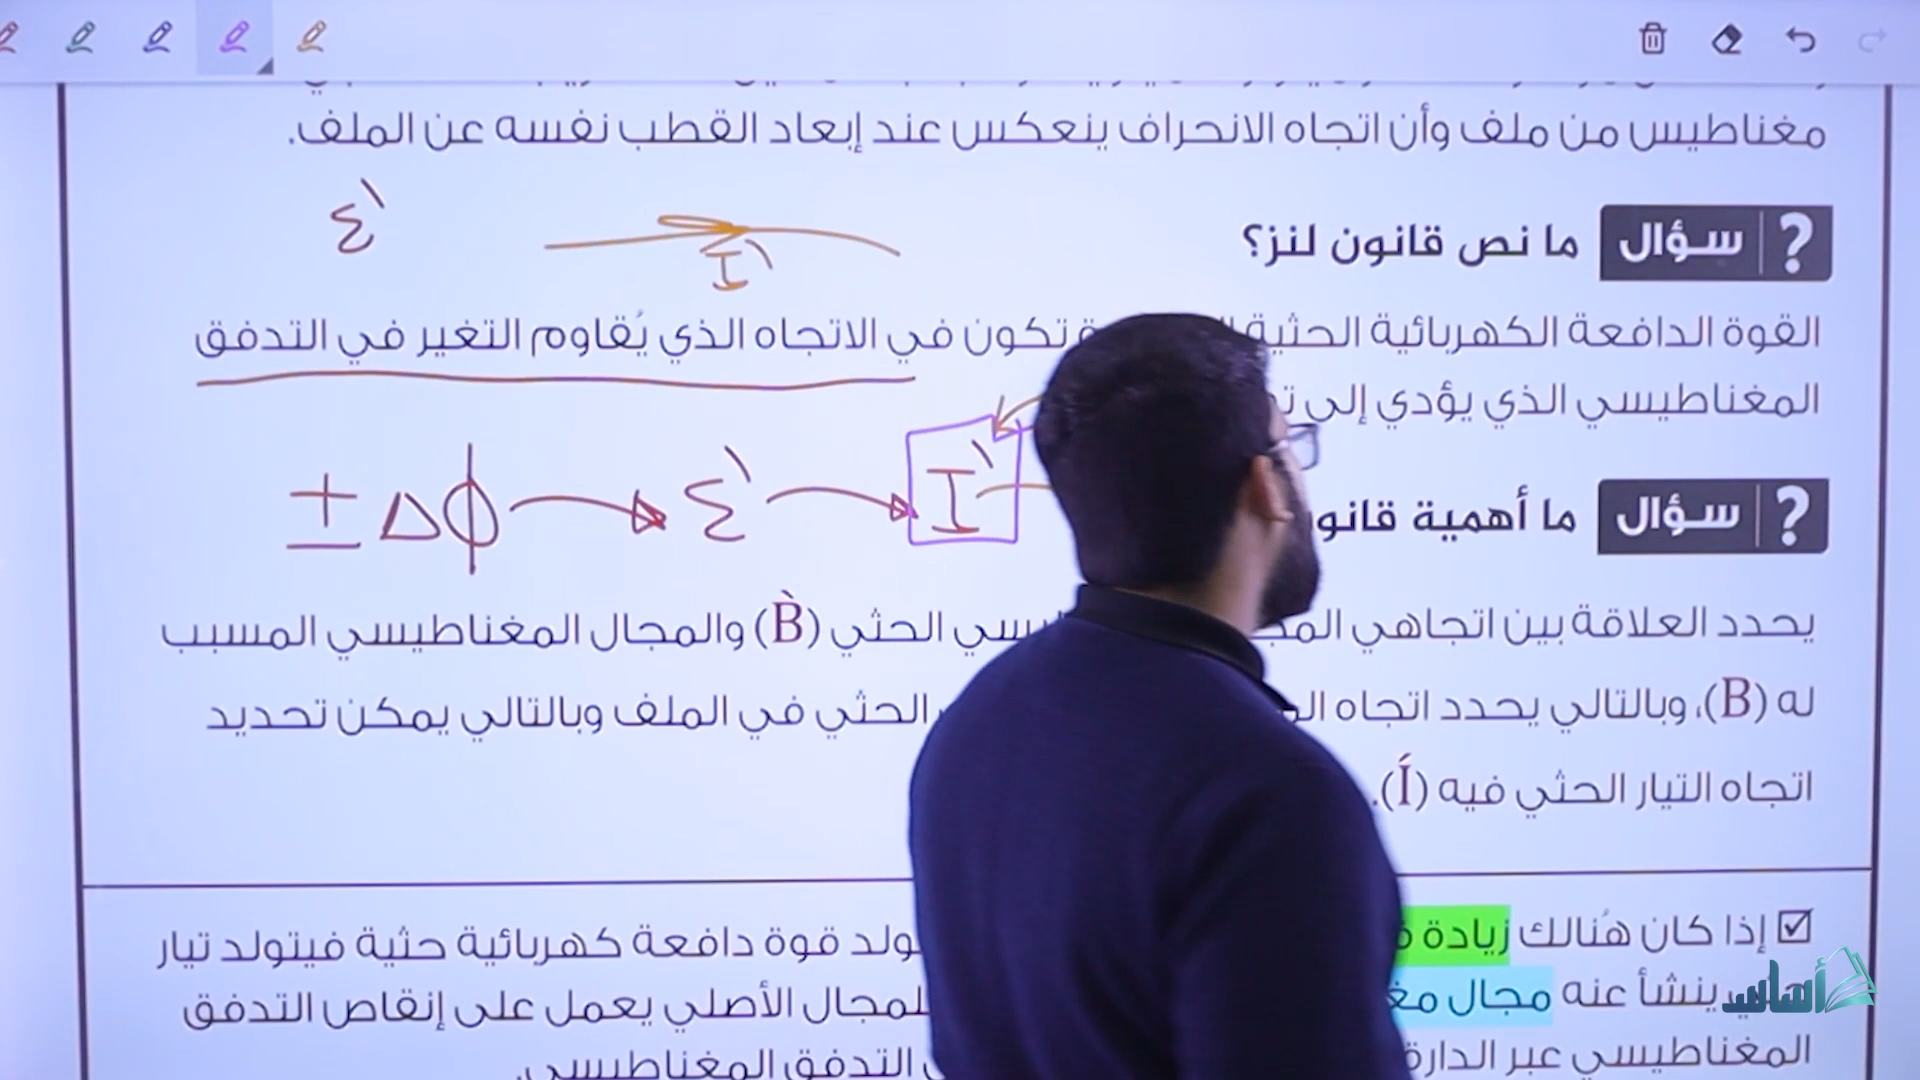 مغناطيس من ملف وأن اتجاه الانحراف ينعكس عند إبعاد القطب نفسه عن الملف.
Ɛ\ I\
? سؤال ما نص قانون لنز؟
القوة الدافعة الكهربائية الحثية تكون في الاتجاه الذي يُقاوم التغير في التدفق
المغناطيسي الذي يؤدي إلى
± Δϕ Ɛ\ I\
? سؤال ما أهمية
يحدد العلاقة بين اتجاهي الحثي (B̀) والمجال المغناطيسي المسبب
له (B)، وبالتالي يحدد اتجاه الحثي في الملف وبالتالي يمكن تحديد
اتجاه التيار الحثي فيه (Í).
☑ إذا كان هُنالك زيادة قوة دافعة كهربائية حثية فيتولد تيار
ينشأ عنه مجال للمجال الأصلي يعمل على إنقاص التدفق
المغناطيسي عبر الدارة التدفق المغناطيسي.
أساس